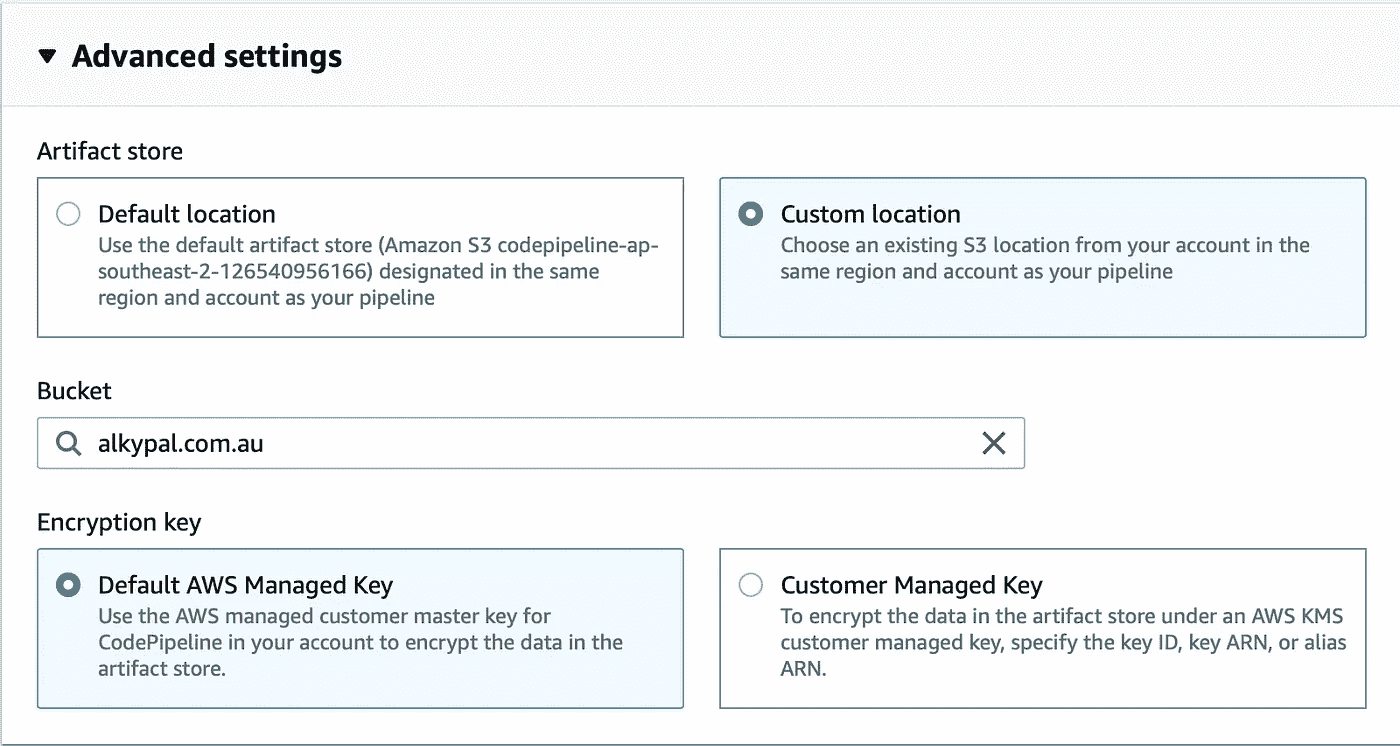 Advanced settings
Artifact store
Default location
Use the default artifact store (Amazon S3 codepipeline-ap-
southeast-2-126540956166) designated in the same
region and account as your pipeline
Custom location
Choose an existing S3 location from your account in the
same region and account as your pipeline
Bucket
alkypal.com.au
Encryption key
Default AWS Managed Key
Use the AWS managed customer master key for
CodePipeline in your account to encrypt the data in the
artifact store.
Customer Managed Key
To encrypt the data in the artifact store under an AWS KMS
customer managed key, specify the key ID, key ARN, or alias
ARN.